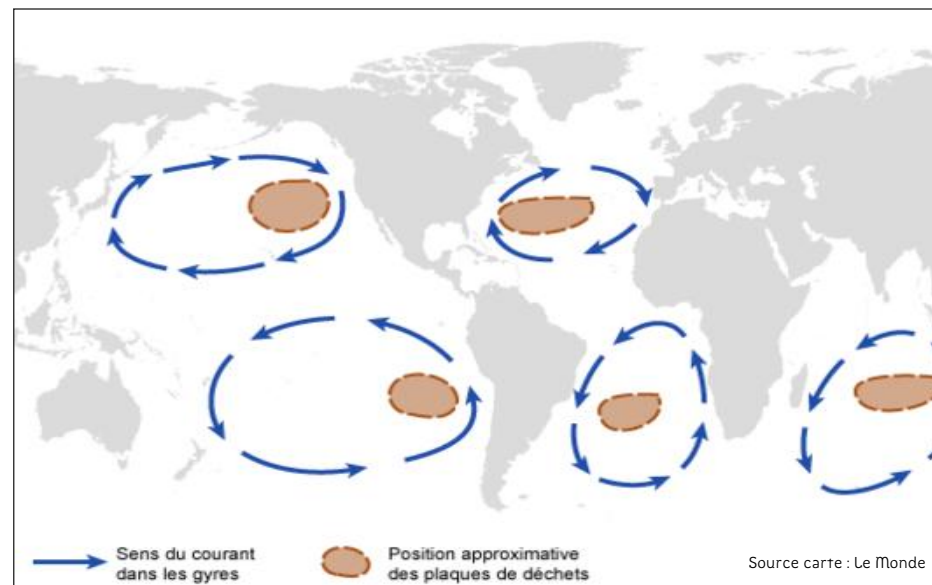 Sens du courant
dans les gyres
Position approximative
des plaques de déchets
Source carte : Le Monde